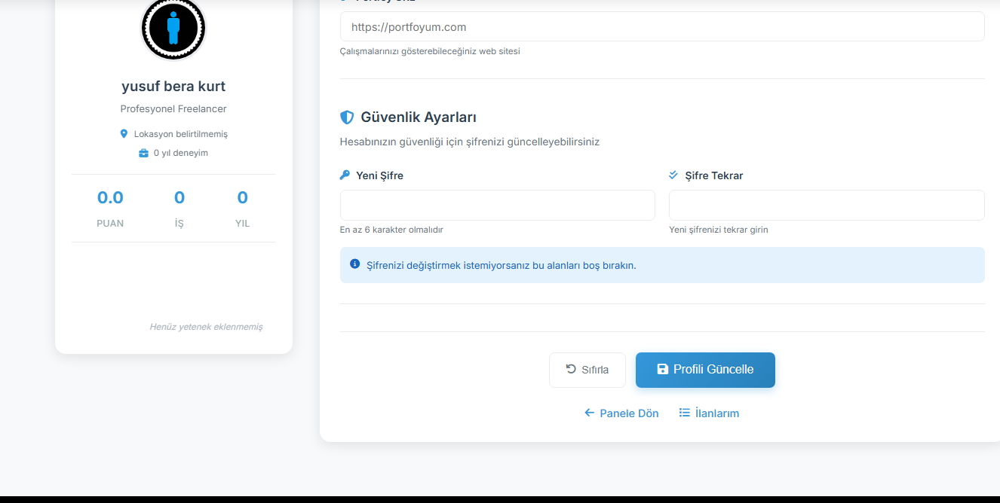 yusuf bera kurt
Profesyonel Freelancer
Lokasyon belirtilmemiş
0 yıl deneyim
0.0 0 0
PUAN İŞ YIL
Henüz yetenek eklenmemiş
https://portfoyum.com
Çalışmalarınızı gösterebileceğiniz web sitesi
Güvenlik Ayarları
Hesabınızın güvenliği için şifrenizi güncelleyebilirsiniz
Yeni Şifre Şifre Tekrar
En az 6 karakter olmalıdır Yeni şifrenizi tekrar girin
Şifrenizi değiştirmek istemiyorsanız bu alanları boş bırakın.
Sıfırla Profili Güncelle
Panele Dön İlanlarım